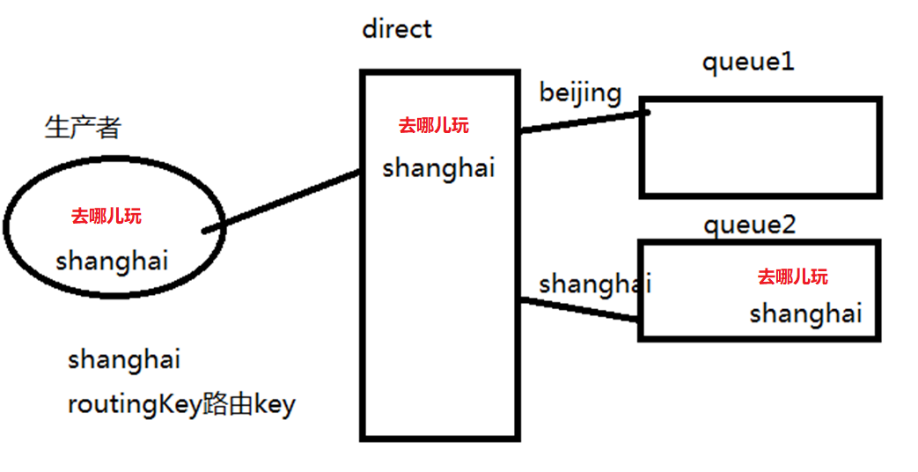 direct
生产者
去哪儿玩
shanghai
shanghai
routingKey路由key
去哪儿玩
shanghai
beijing
queue1
shanghai
queue2
去哪儿玩
shanghai